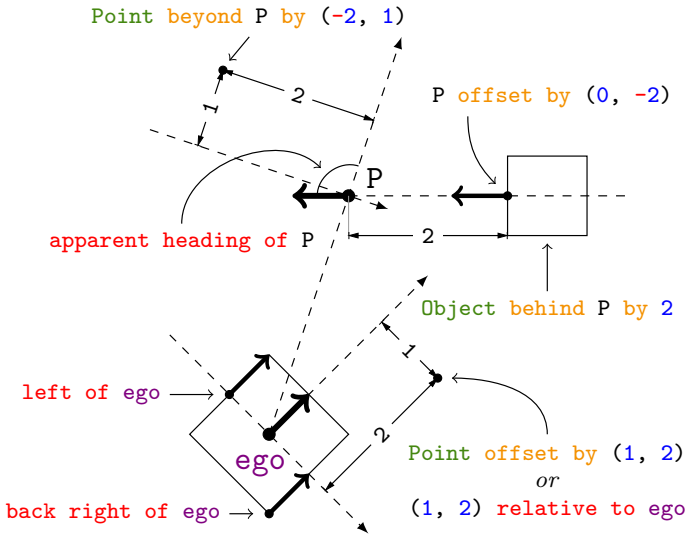 Point beyond P by (-2, 1)
1
2
P offset by (0, -2)
P
apparent heading of P
2
Object behind P by 2
1
left of ego
2
ego
Point offset by (1, 2)
or
(1, 2) relative to ego
back right of ego